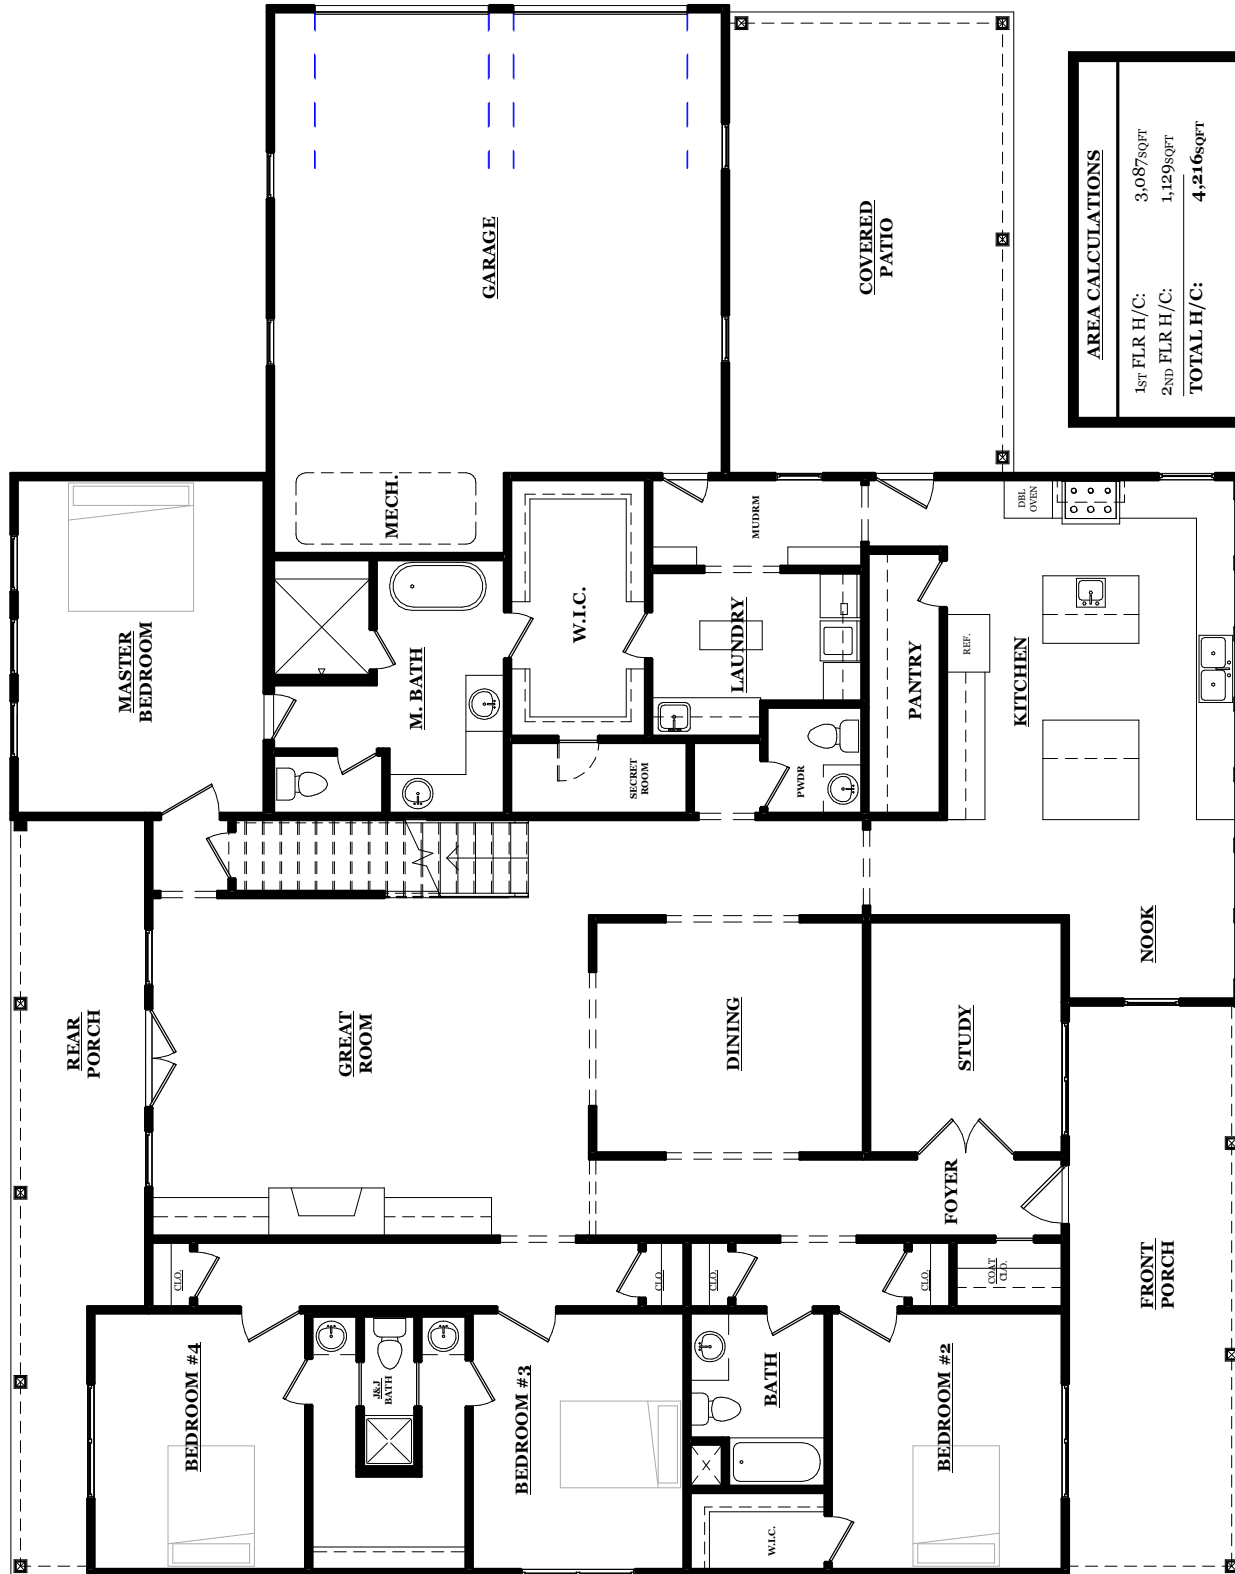 GARAGE
COVERED
PATIO
AREA CALCULATIONS
1ST FLR H/C: 3,087SQFT
2ND FLR H/C: 1,129SQFT
TOTAL H/C: 4,216SQFT
MASTER
BEDROOM
MECH.
M. BATH
W.I.C.
MUDRM
LAUNDRY
DBL
OVEN
PANTRY
REF.
KITCHEN
SECRET
ROOM
PWDR
NOOK
REAR
PORCH
GREAT
ROOM
DINING
STUDY
FOYER
FRONT
PORCH
CLO.
CLO.
CLO.
CLO.
COAT
CLO.
BEDROOM #4
J&J
BATH
BEDROOM #3
BATH
BEDROOM #2
W.I.C.